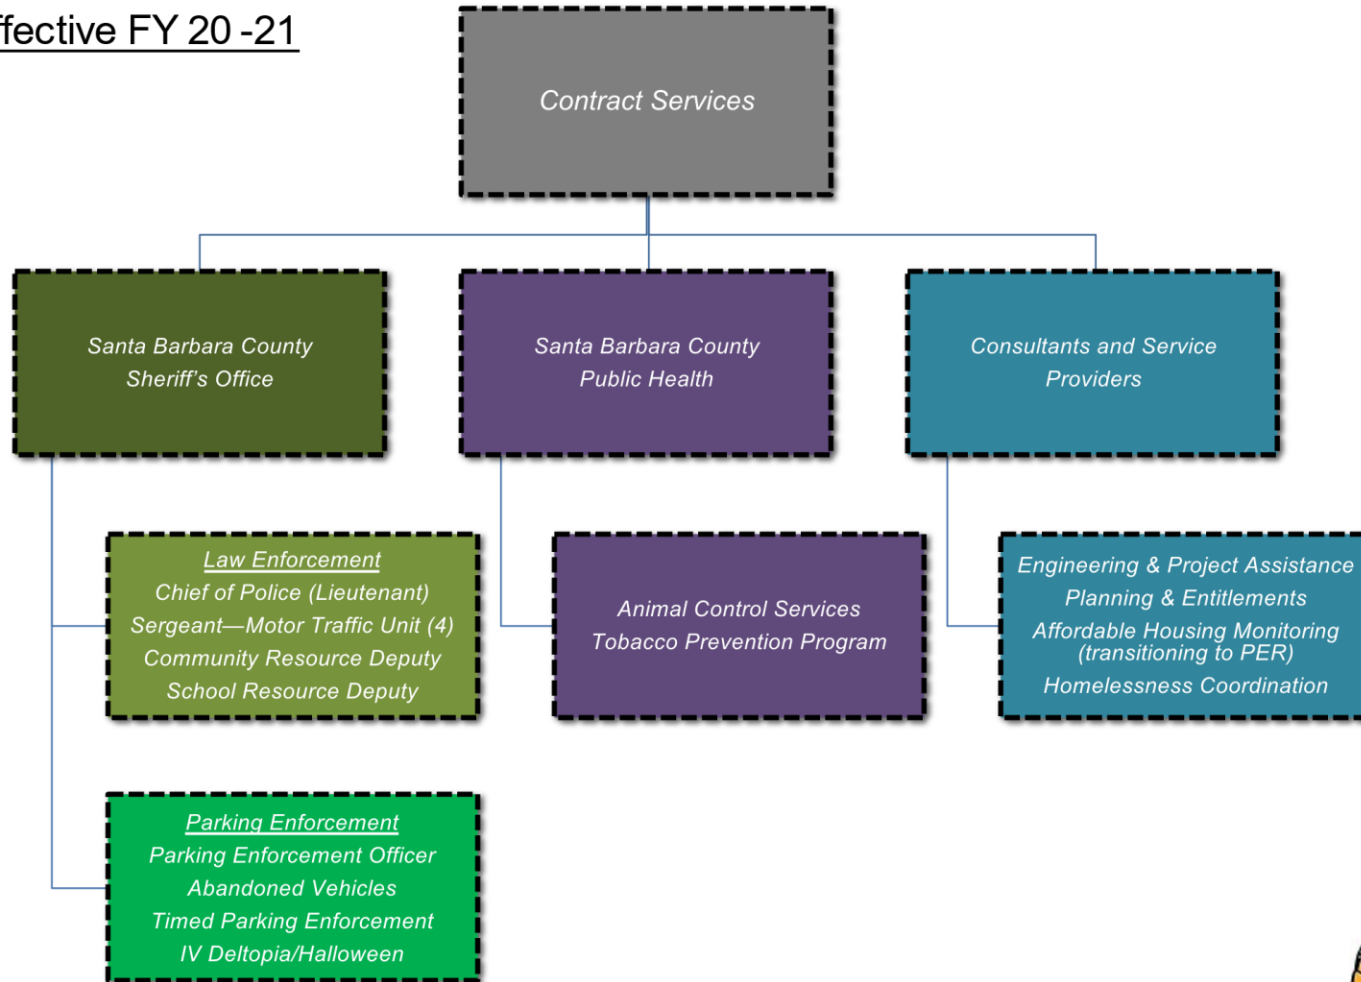 ffective FY 20 -21
Contract Services
Santa Barbara County
Sheriff's Office
Santa Barbara County
Public Health
Consultants and Service
Providers
Law Enforcement
Chief of Police (Lieutenant)
Sergeant—Motor Traffic Unit (4)
Community Resource Deputy
School Resource Deputy
Animal Control Services
Tobacco Prevention Program
Engineering & Project Assistance
Planning & Entitlements
Affordable Housing Monitoring
(transitioning to PER)
Homelessness Coordination
Parking Enforcement
Parking Enforcement Officer
Abandoned Vehicles
Timed Parking Enforcement
IV Deltopia/Halloween